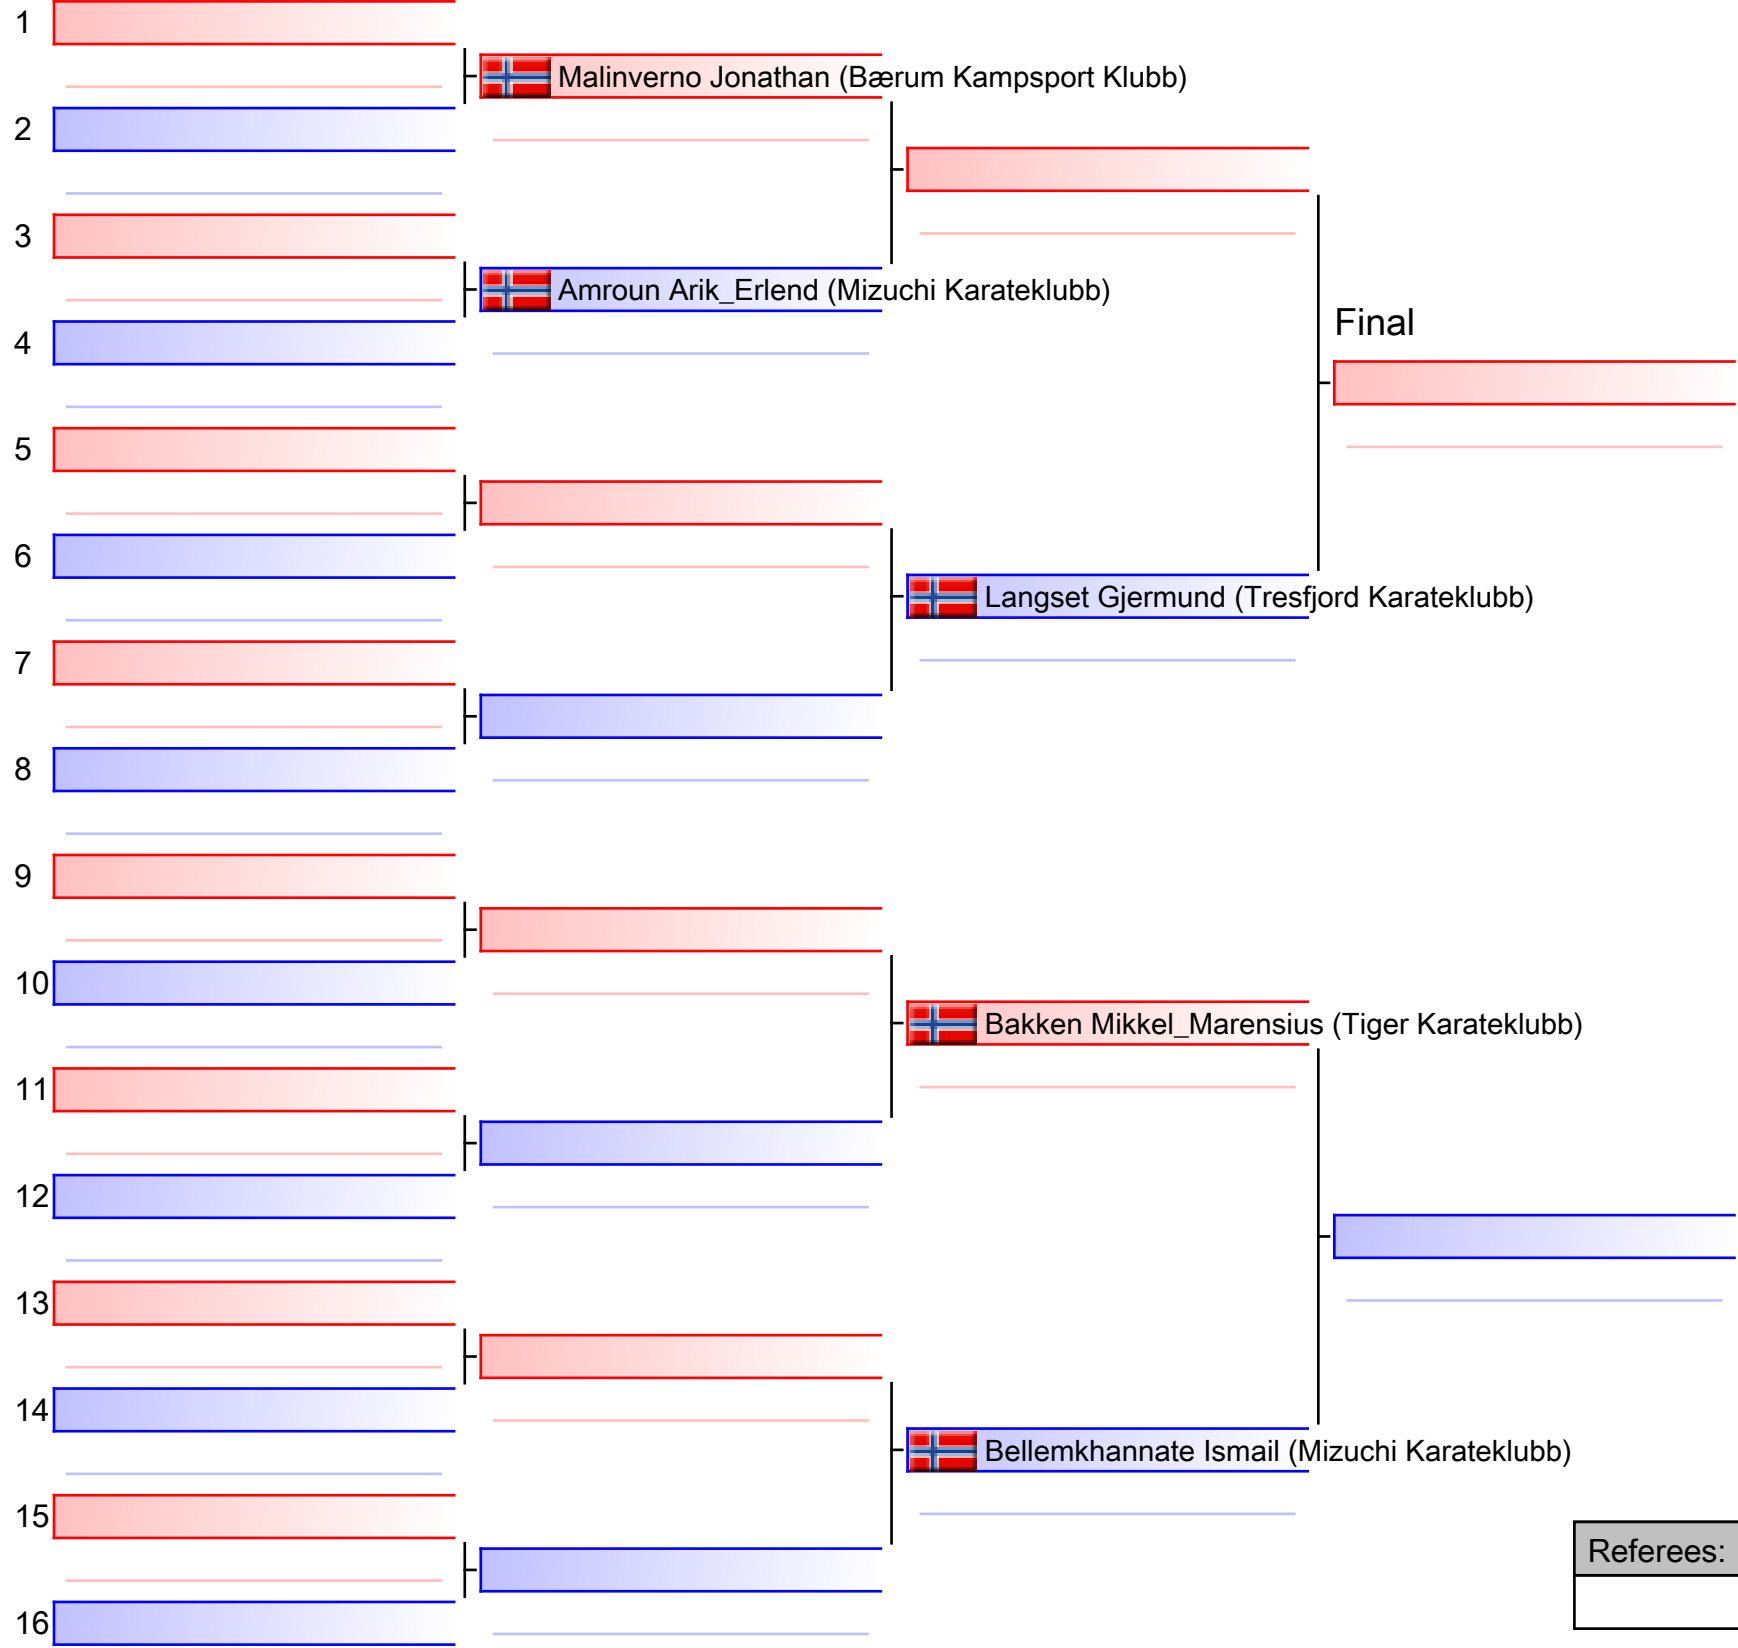 1
Malinverno Jonathan (Bærum Kampsport Klubb)
2
3
Amroun Arik_Erlend (Mizuchi Karateklubb)
Final
4
5
6
Langset Gjermund (Tresfjord Karateklubb)
7
8
9
10
Bakken Mikkel_Marensius (Tiger Karateklubb)
11
12
13
14
Bellemkhannate Ismail (Mizuchi Karateklubb)
15
Referees:
16